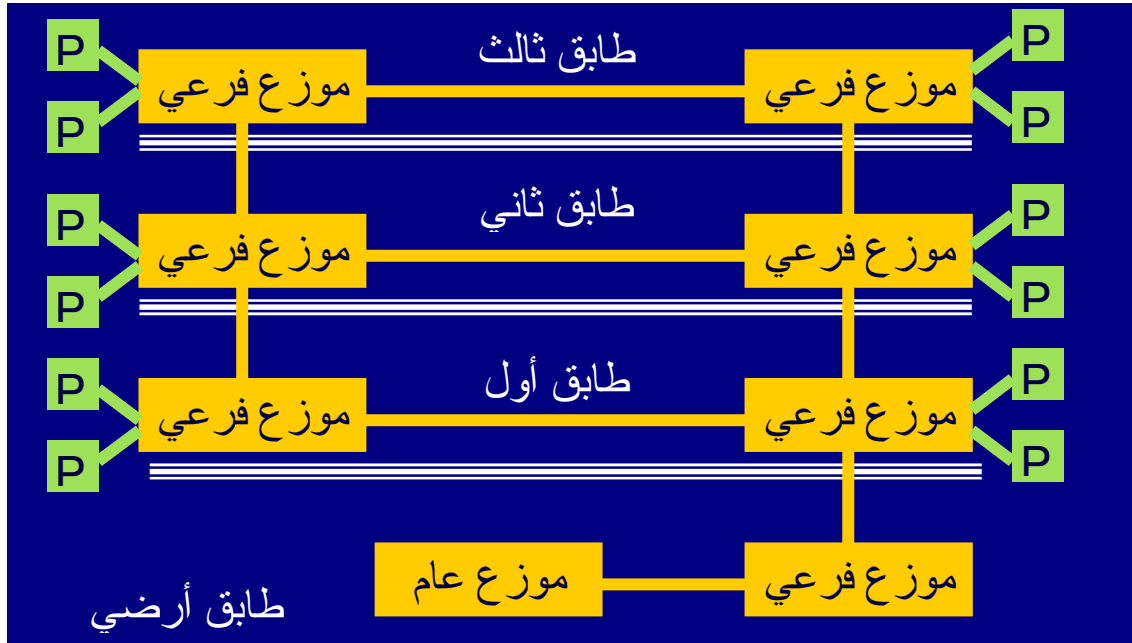 P طابق ثالث P
موزع فرعي موزع فرعي
P P
P طابق ثاني P
موزع فرعي موزع فرعي
P P
P طابق أول P
موزع فرعي موزع فرعي
P P
موزع فرعي موزع عام
طابق أرضي